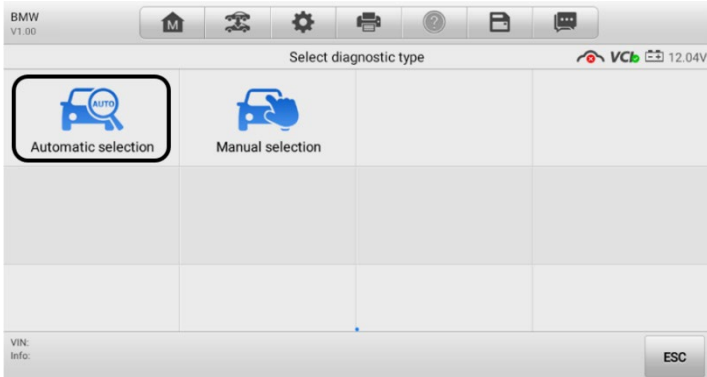 BMW
V1.00
M
?
Select diagnostic type
VCI
12.04V
AUTO
Automatic selection
Manual selection
VIN:
Info:
ESC